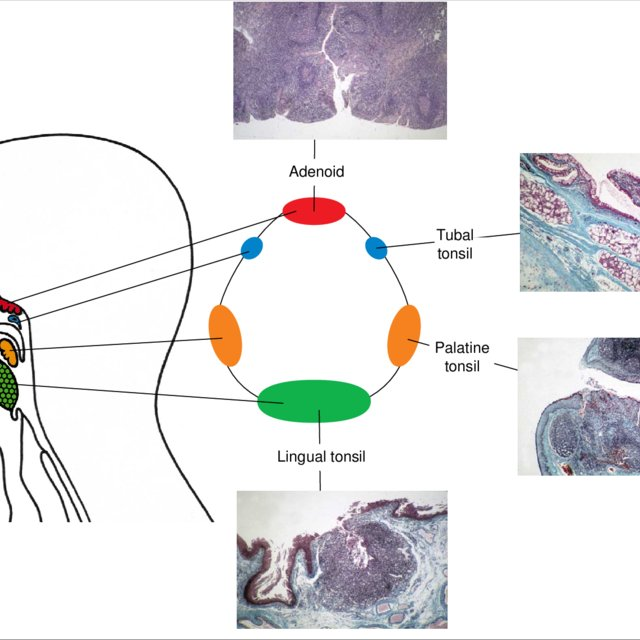 Adenoid
Tubal
tonsil
Palatine
tonsil
Lingual tonsil